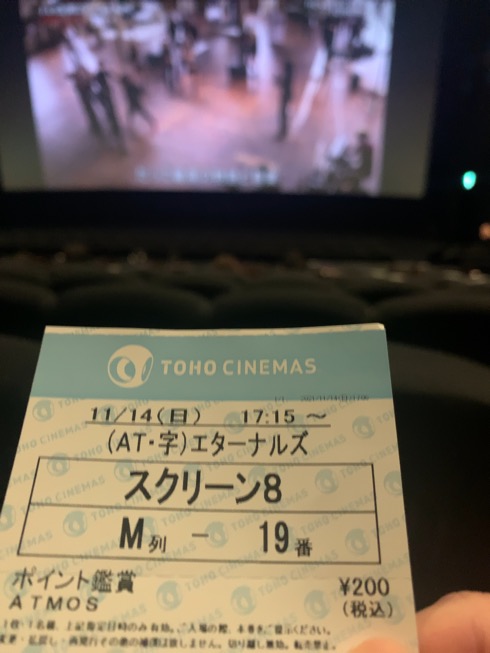 TOHO CINEMAS
11/14(日) 17:15 ～
(AT・字)エターナルズ
スクリーン8
M列 － 19番
ポイント鑑賞 ¥200
ATMOS (税込)